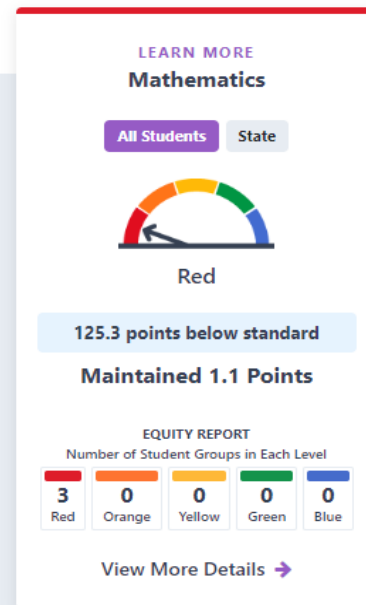 LEARN MORE
Mathematics
All Students State
Red
125.3 points below standard
Maintained 1.1 Points
EQUITY REPORT
Number of Student Groups in Each Level
3 0 0 0 0
Red Orange Yellow Green Blue
View More Details